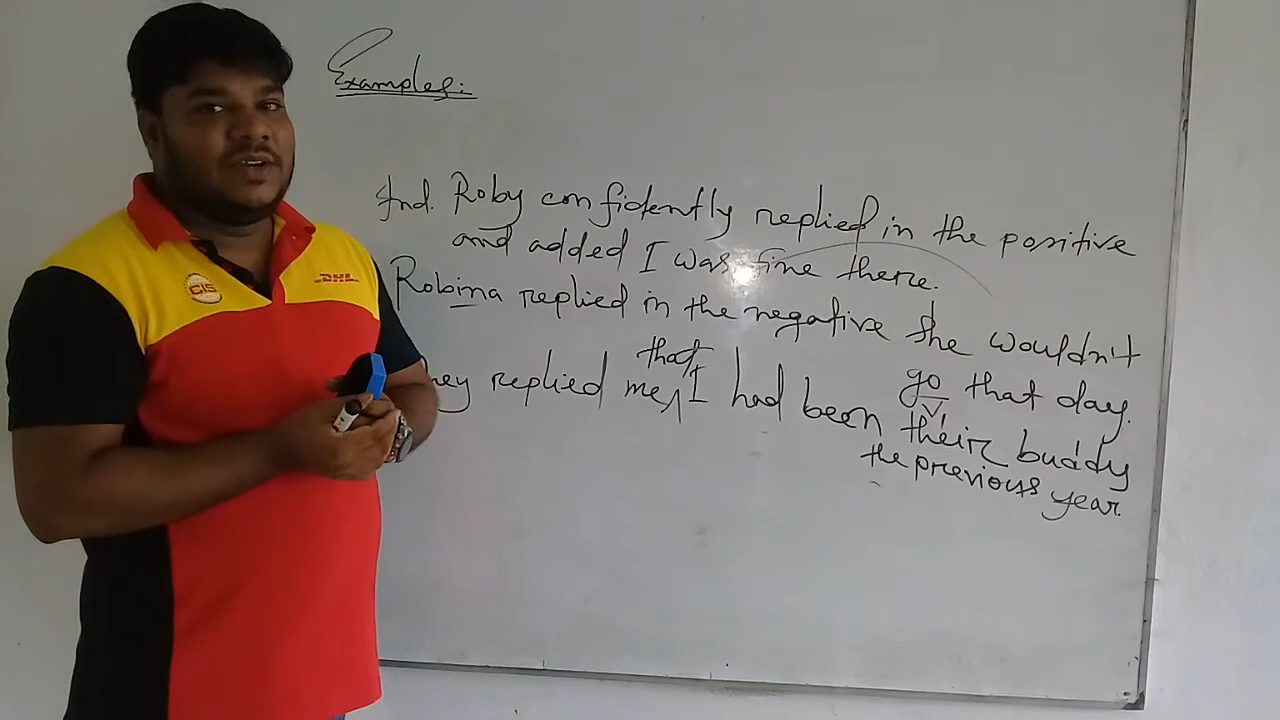 Examples:
Ind. Roby confidently replied in the positive
and added I was fine there.
Robina replied in the negative she wouldn't
go that day.
that
hey replied me, I had been their buddy
the previous year.
CIS
DHL